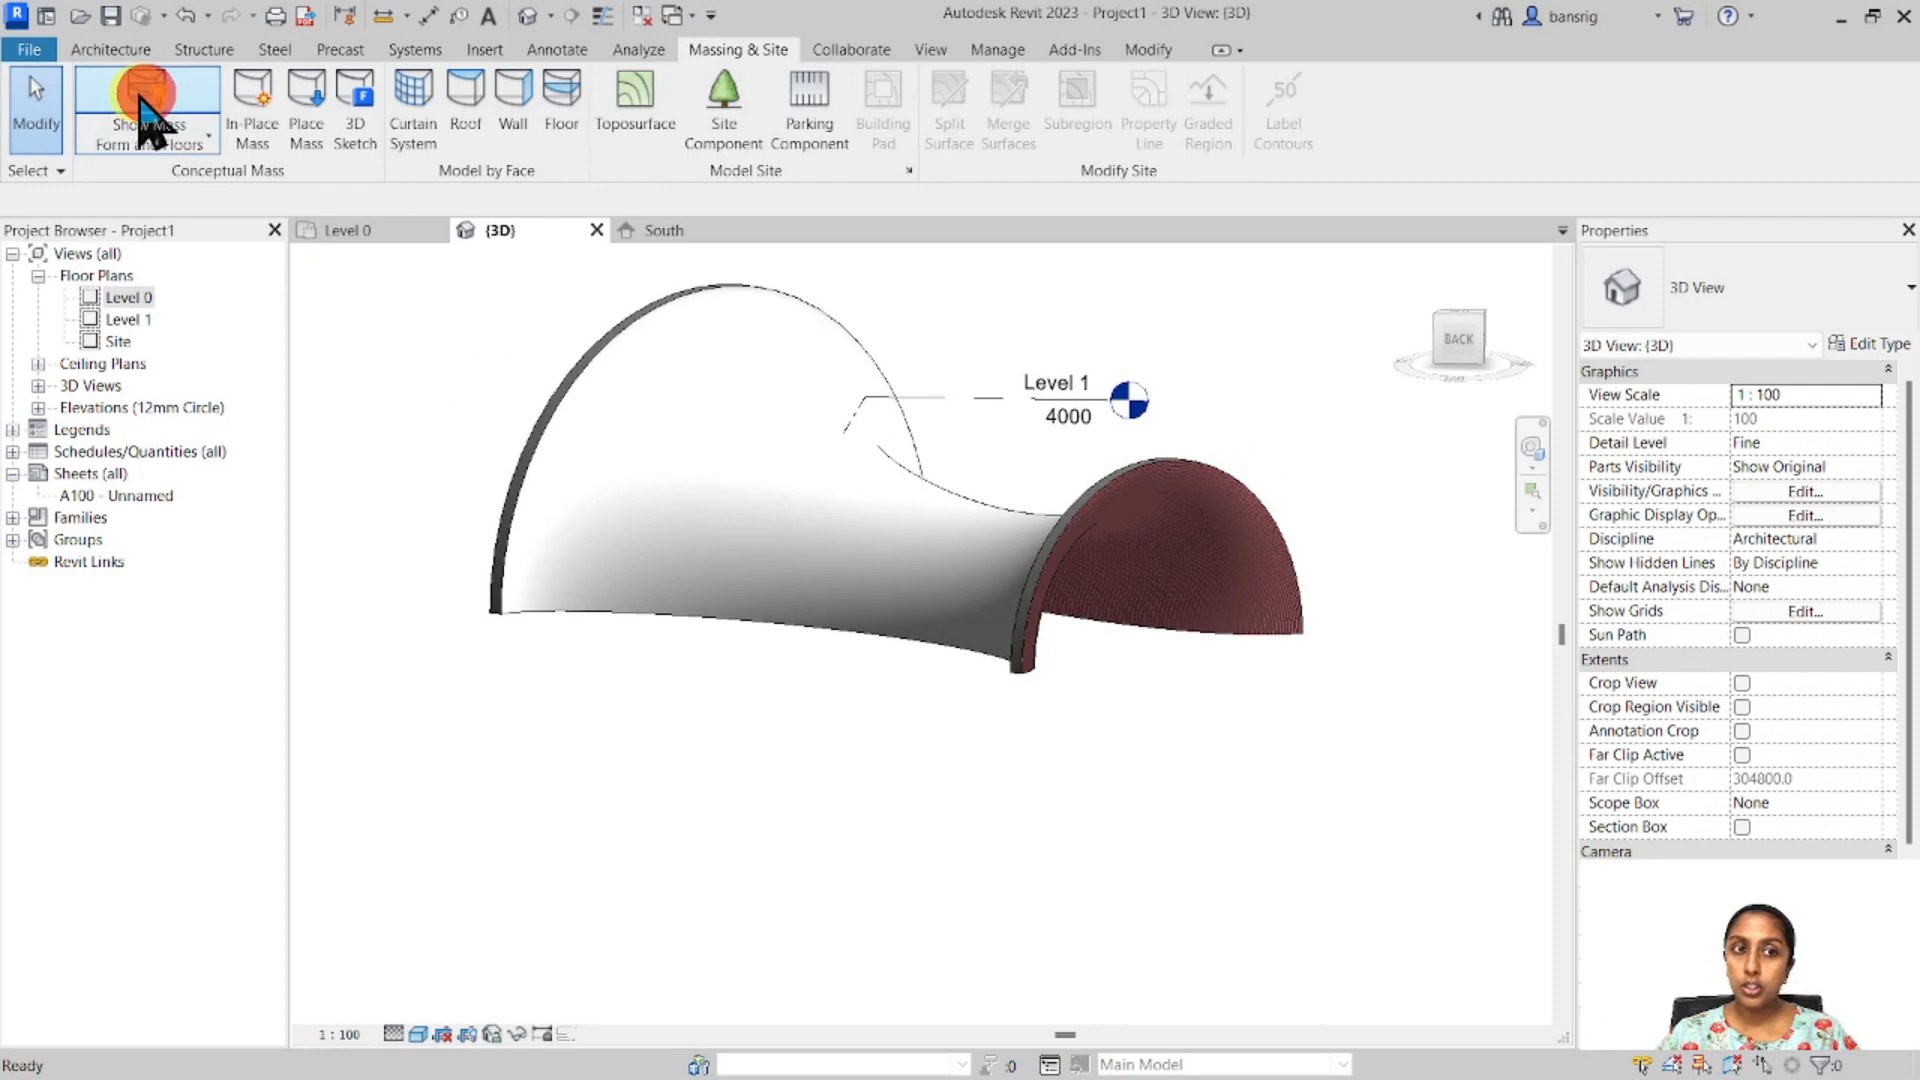 Autodesk Revit 2023 - Project1 - 3D View: {3D}
bansrig
File
Architecture
Structure
Steel
Precast
Systems
Insert
Annotate
Analyze
Massing & Site
Collaborate
View
Manage
Add-Ins
Modify
Modify
Show Mass
Form and Floors
In-Place
Mass
Place
Mass
3D
Sketch
Curtain
System
Roof
Wall
Floor
Toposurface
Site
Component
Parking
Component
Building
Pad
Split
Surface
Merge
Surfaces
Subregion
Property
Line
Graded
Region
Label
Contours
Select
Conceptual Mass
Model by Face
Model Site
Modify Site
Project Browser - Project1
Views (all)
Floor Plans
Level 0
Level 1
Site
Ceiling Plans
3D Views
Elevations (12mm Circle)
Legends
Schedules/Quantities (all)
Sheets (all)
A100 - Unnamed
Families
Groups
Revit Links
Level 0
{3D}
South
Level 1
4000
BACK
Properties
3D View
3D View: {3D}
Edit Type
Graphics
View Scale 1 : 100
Scale Value 1: 100
Detail Level Fine
Parts Visibility Show Original
Visibility/Graphics ... Edit...
Graphic Display Op... Edit...
Discipline Architectural
Show Hidden Lines By Discipline
Default Analysis Dis... None
Show Grids Edit...
Sun Path
Extents
Crop View
Crop Region Visible
Annotation Crop
Far Clip Active
Far Clip Offset 304800.0
Scope Box None
Section Box
Camera
1 : 100
Ready
:0
Main Model
:0